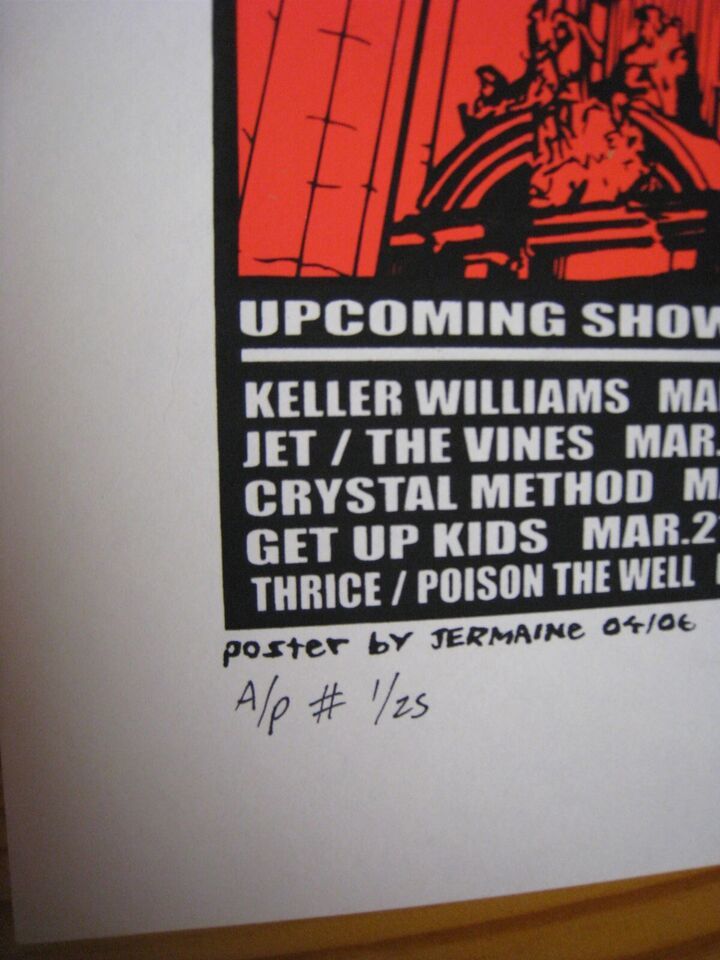 UPCOMING SHOW
KELLER WILLIAMS MA
JET / THE VINES MAR.
CRYSTAL METHOD M
GET UP KIDS MAR.2
THRICE / POISON THE WELL
poster by JERMAINE 04/06
A/P # 1/25